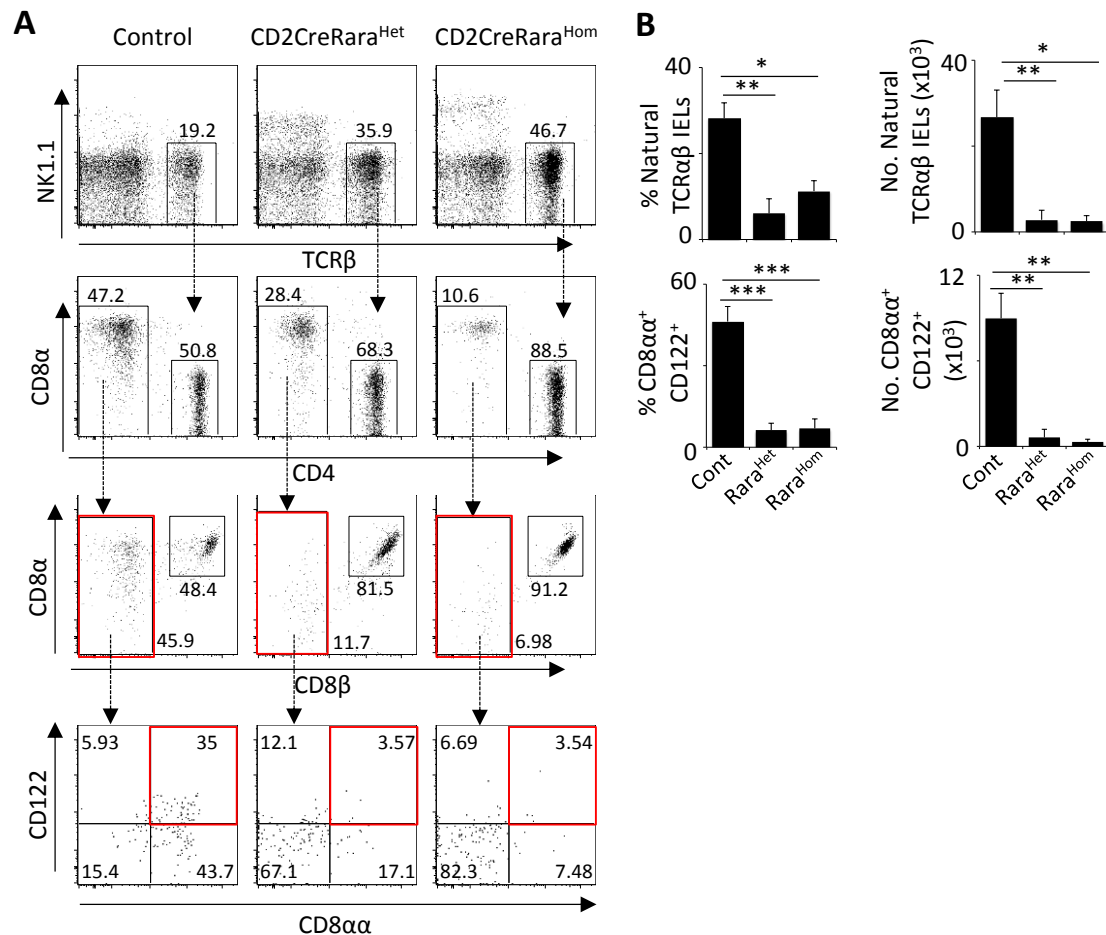 A
Control CD2CreRara^Het CD2CreRara^Hom
NK1.1
19.2 35.9 46.7
TCRβ
CD8α
47.2 28.4 10.6
50.8 68.3 88.5
CD4
CD8α
48.4 81.5 91.2
45.9 11.7 6.98
CD8β
CD122
5.93 35 12.1 3.57 6.69 3.54
15.4 43.7 67.1 17.1 82.3 7.48
CD8αα
B
% Natural
TCRαβ IELs
40
0
*
**
No. Natural
TCRαβ IELs (x10³)
40
0
*
**
% CD8αα⁺
CD122⁺
60
0
***
***
Cont Rara^Het Rara^Hom
No. CD8αα⁺
CD122⁺
(x10³)
12
0
**
**
Cont Rara^Het Rara^Hom